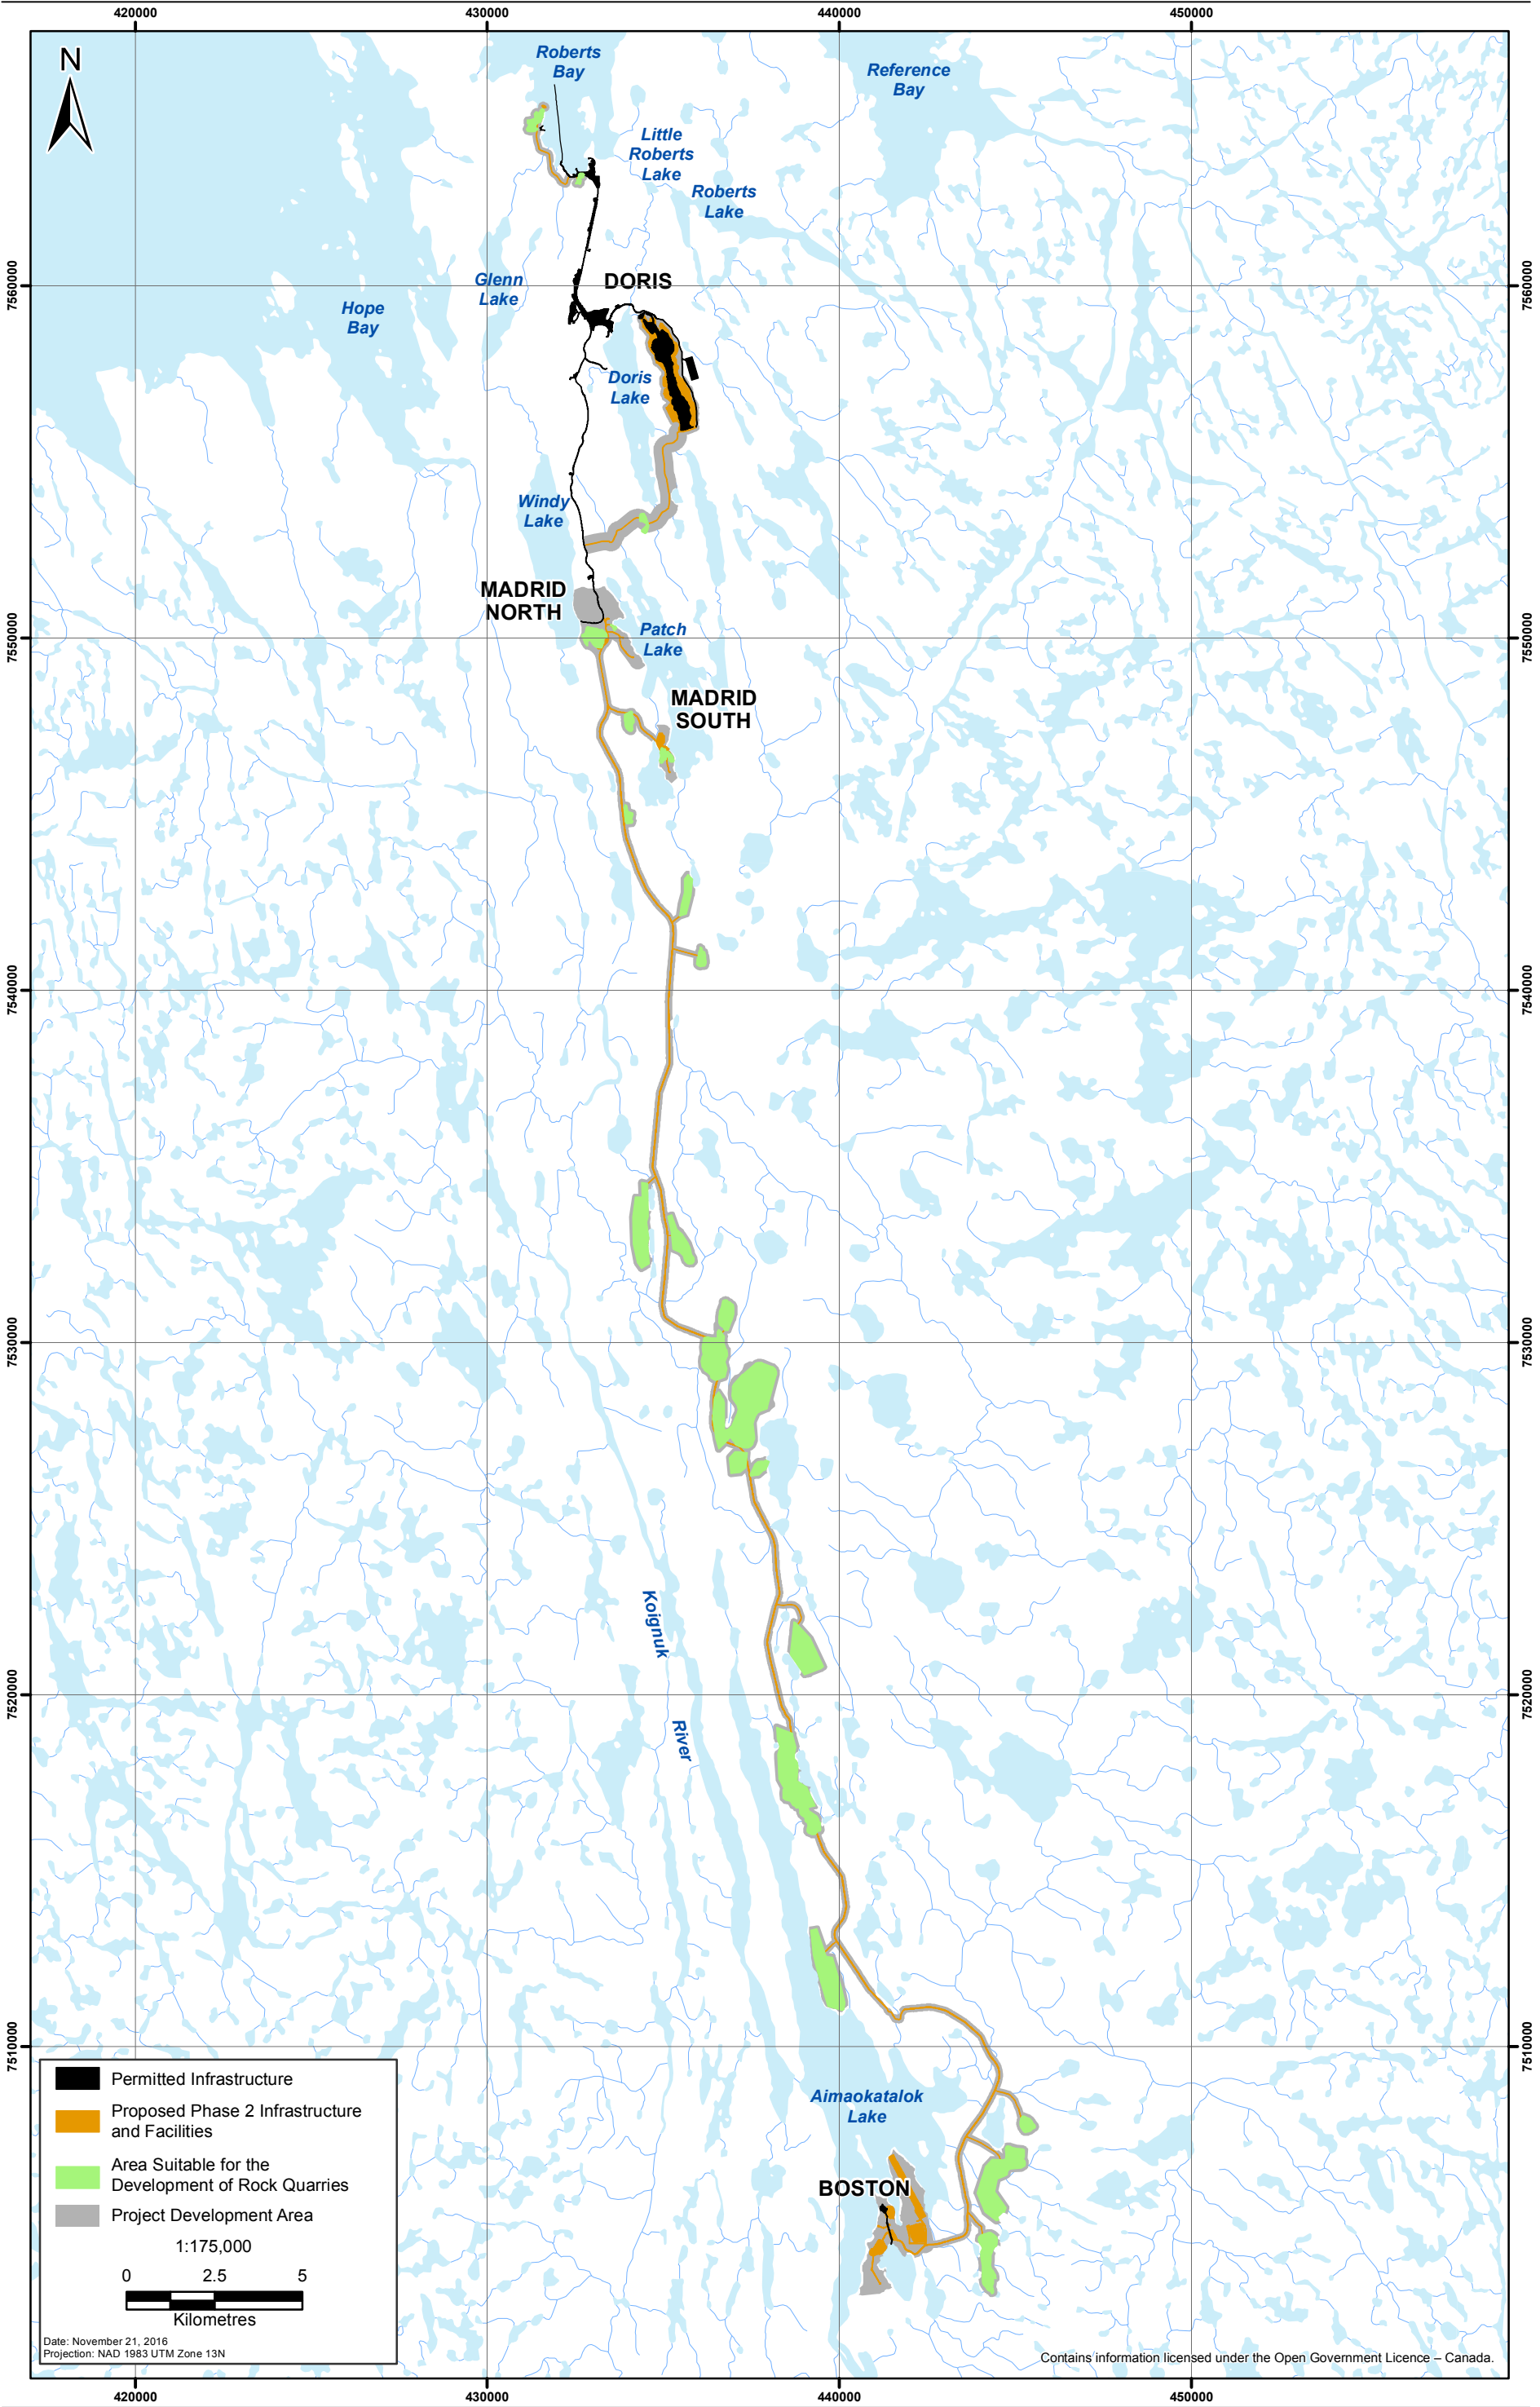 420000
430000
440000
450000
N
Roberts
Bay
Reference
Bay
Little
Roberts
Lake
Roberts
Lake
7560000
7560000
Glenn
Lake
DORIS
Hope
Bay
Doris
Lake
Windy
Lake
MADRID
NORTH
Patch
Lake
7550000
7550000
MADRID
SOUTH
7540000
7540000
7530000
7530000
Koignuk
River
7520000
7520000
7510000
7510000
Aimaokatalok
Lake
BOSTON
Permitted Infrastructure
Proposed Phase 2 Infrastructure
and Facilities
Area Suitable for the
Development of Rock Quarries
Project Development Area
1:175,000
0 2.5 5
Kilometres
Date: November 21, 2016
Projection: NAD 1983 UTM Zone 13N
Contains information licensed under the Open Government Licence – Canada.
420000
430000
440000
450000